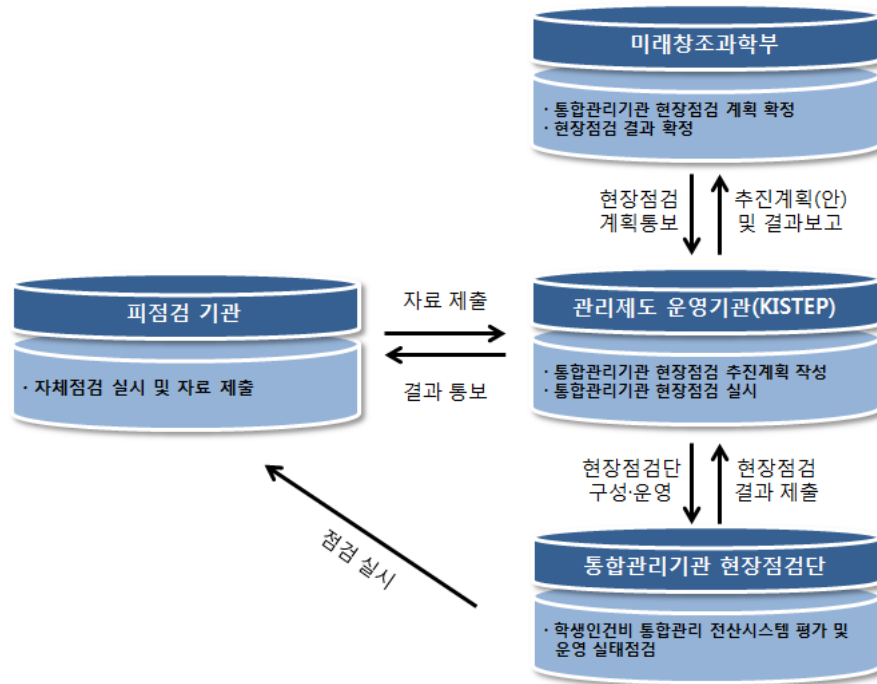 미래창조과학부
· 통합관리기관 현장점검 계획 확정
· 현장점검 결과 확정
현장점검
계획통보
추진계획(안)
및 결과보고
피점검 기관
· 자체점검 실시 및 자료 제출
자료 제출
결과 통보
관리제도 운영기관(KISTEP)
· 통합관리기관 현장점검 추진계획 작성
· 통합관리기관 현장점검 실시
현장점검단
구성·운영
현장점검
결과 제출
점검 실시
통합관리기관 현장점검단
· 학생인건비 통합관리 전산시스템 평가 및
운영 실태점검